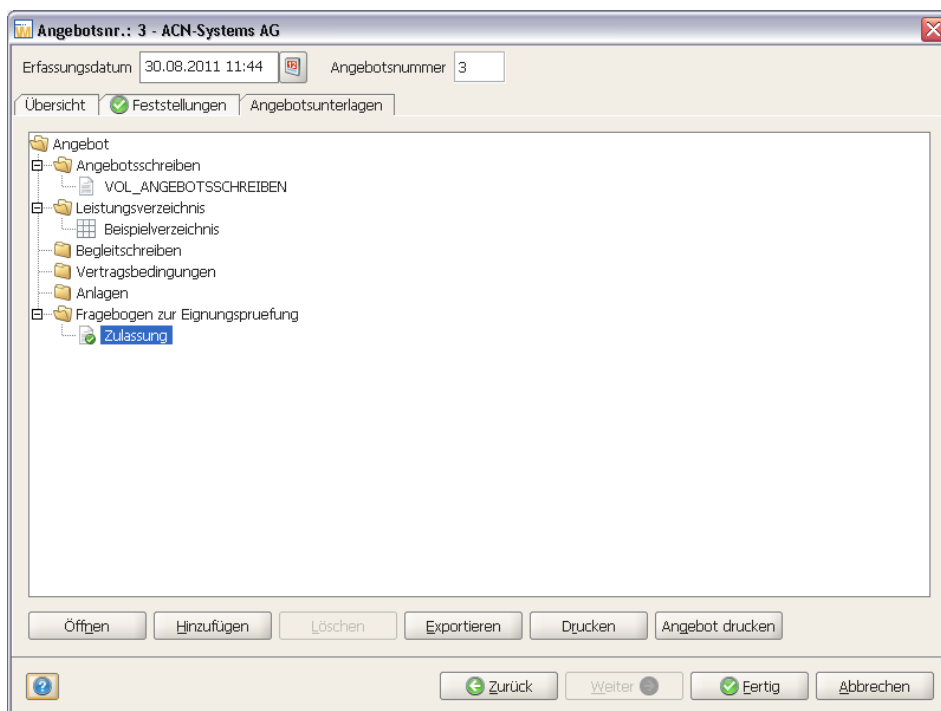 Angebotsnr.: 3 - ACN-Systems AG
Erfassungsdatum 30.08.2011 11:44 Angebotsnummer 3
Übersicht Feststellungen Angebotsunterlagen
Angebot
Angebotsschreiben
VOL_ANGEBOTSSCHREIBEN
Leistungsverzeichnis
Beispielverzeichnis
Begleitschreiben
Vertragsbedingungen
Anlagen
Fragebogen zur Eignungspruefung
Zulassung
Öffnen Hinzufügen Löschen Exportieren Drucken Angebot drucken
Zurück Weiter Fertig Abbrechen